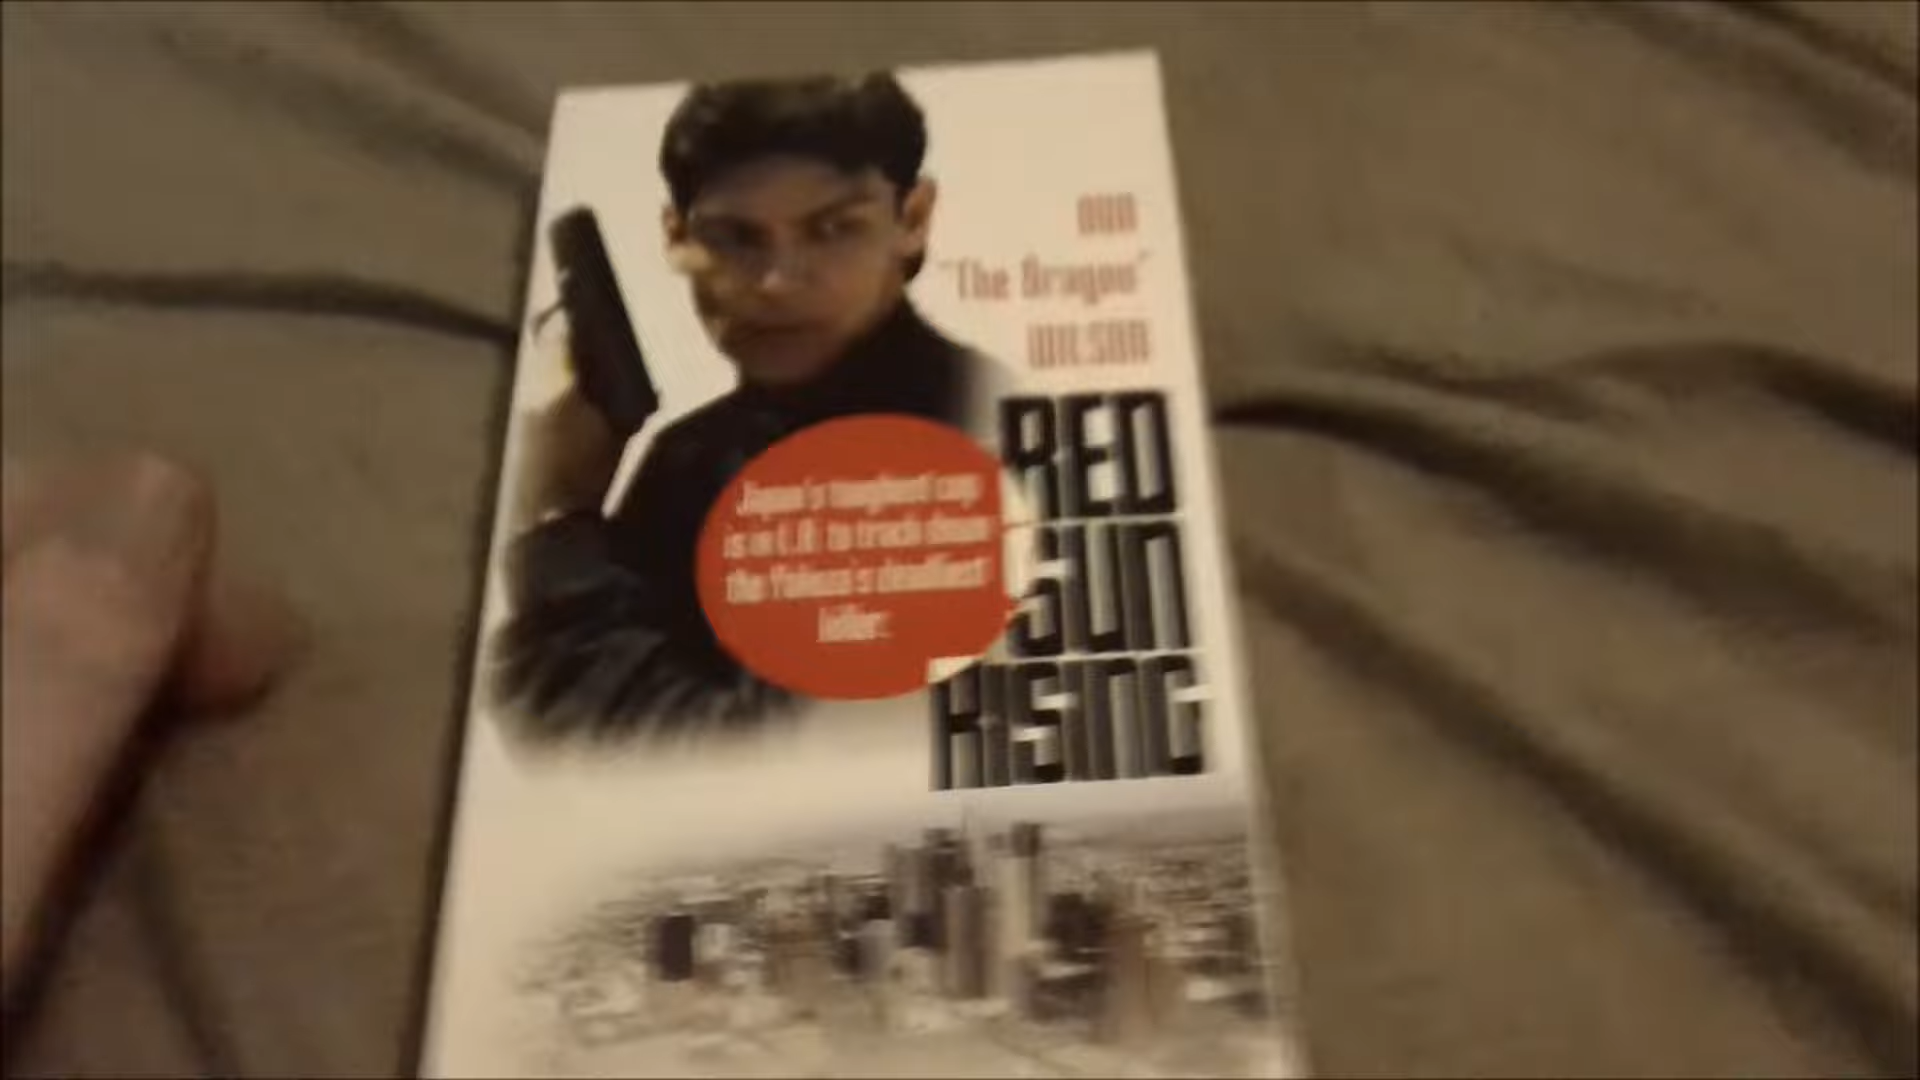 DON
"The Dragon"
WILSON
RED
SUN
RISING
Japan's toughest cop
is in L.A. to track down
the Yakuza's deadliest
killer.